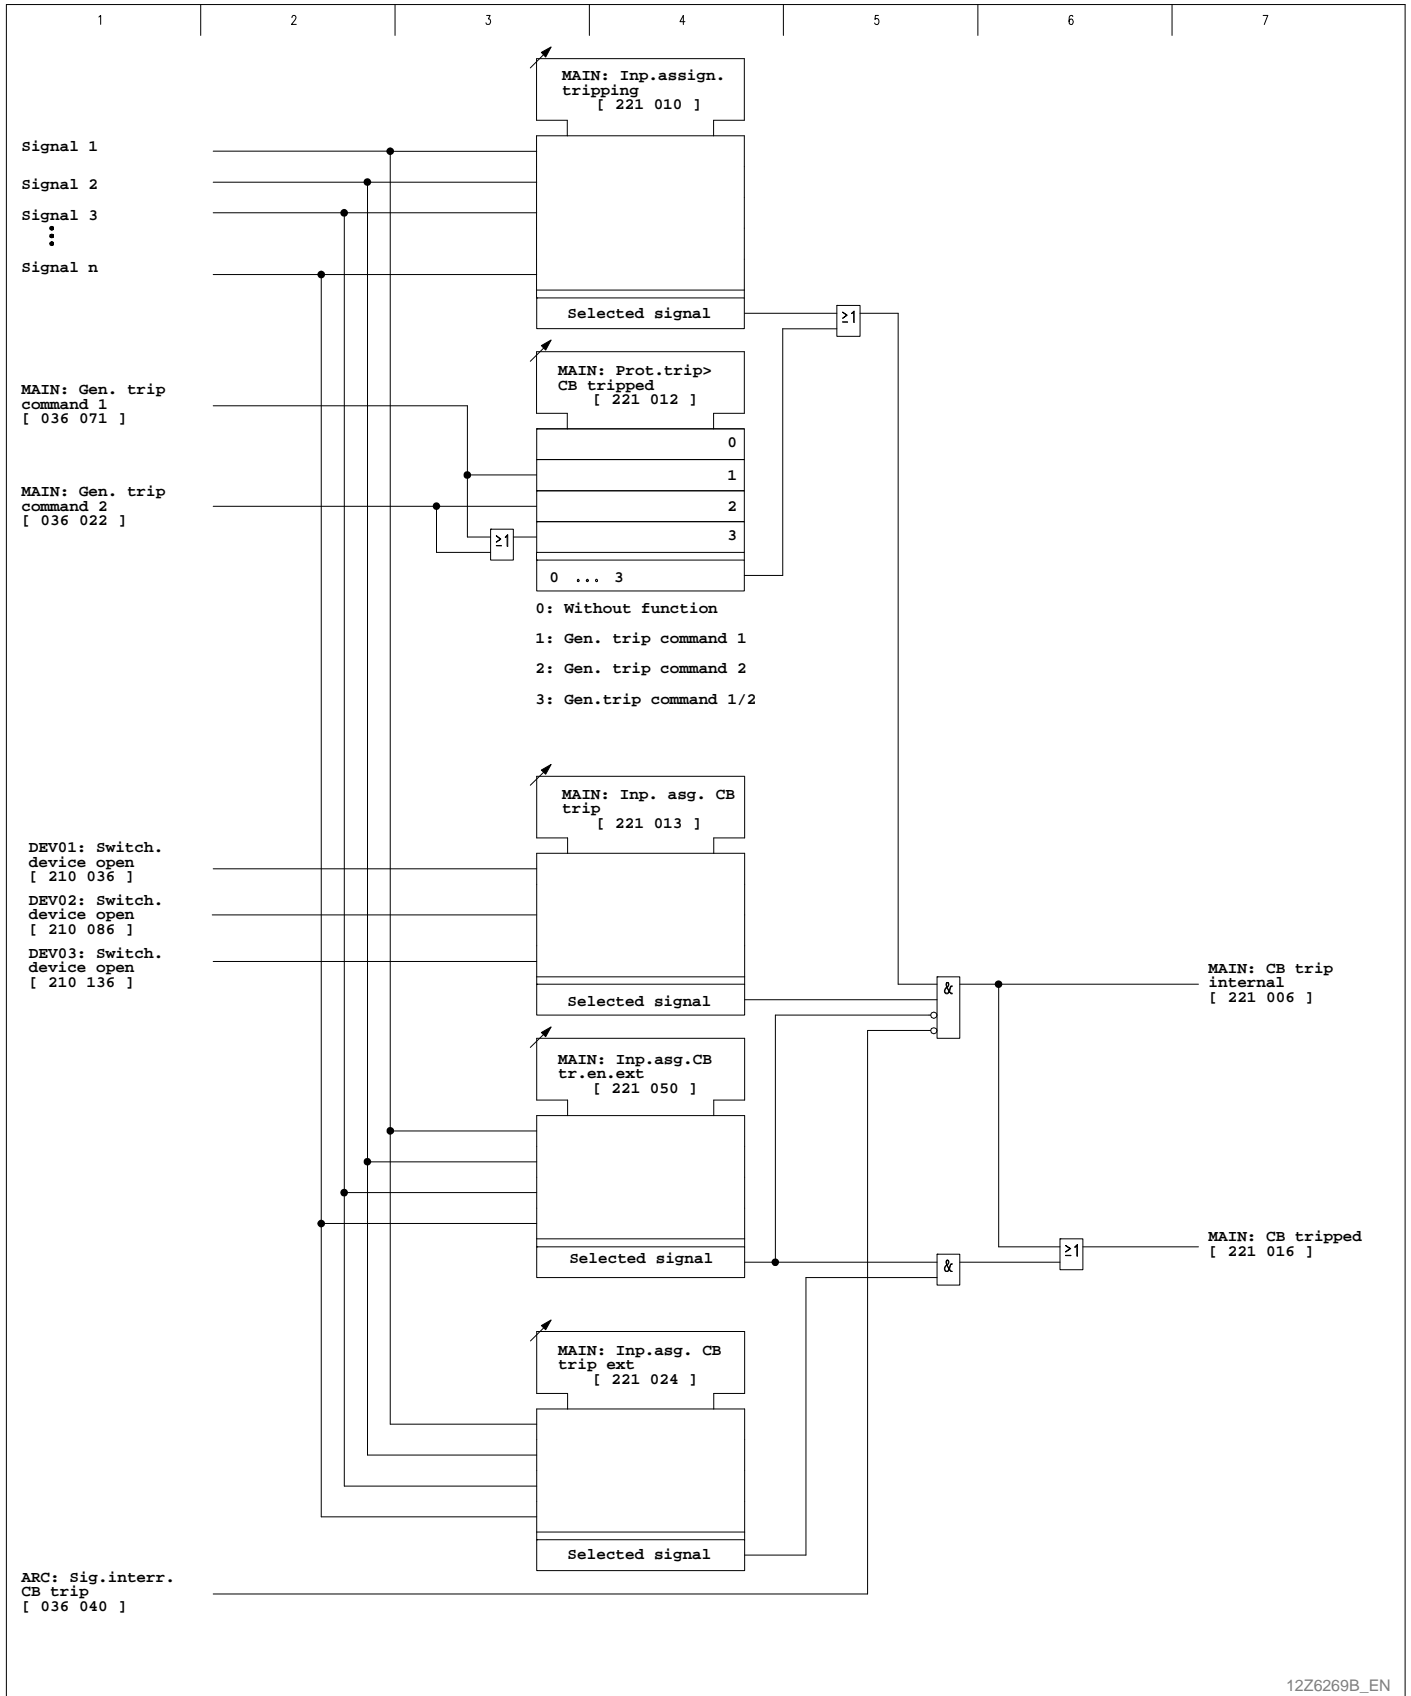 1 2 3 4 5 6 7
MAIN: Inp.assign.
tripping
[ 221 010 ]
Signal 1
Signal 2
Signal 3
Signal n
Selected signal
≥1
MAIN: Prot.trip>
CB tripped
[ 221 012 ]
MAIN: Gen. trip
command 1
[ 036 071 ]
0
1
MAIN: Gen. trip
command 2
[ 036 022 ]
2
≥1
3
0 ... 3
0: Without function
1: Gen. trip command 1
2: Gen. trip command 2
3: Gen.trip command 1/2
MAIN: Inp. asg. CB
trip
[ 221 013 ]
DEV01: Switch.
device open
[ 210 036 ]
DEV02: Switch.
device open
[ 210 086 ]
DEV03: Switch.
device open
[ 210 136 ]
Selected signal
&
MAIN: CB trip
internal
[ 221 006 ]
MAIN: Inp.asg.CB
tr.en.ext
[ 221 050 ]
Selected signal
&
≥1
MAIN: CB tripped
[ 221 016 ]
MAIN: Inp.asg. CB
trip ext
[ 221 024 ]
Selected signal
ARC: Sig.interr.
CB trip
[ 036 040 ]
12Z6269B_EN